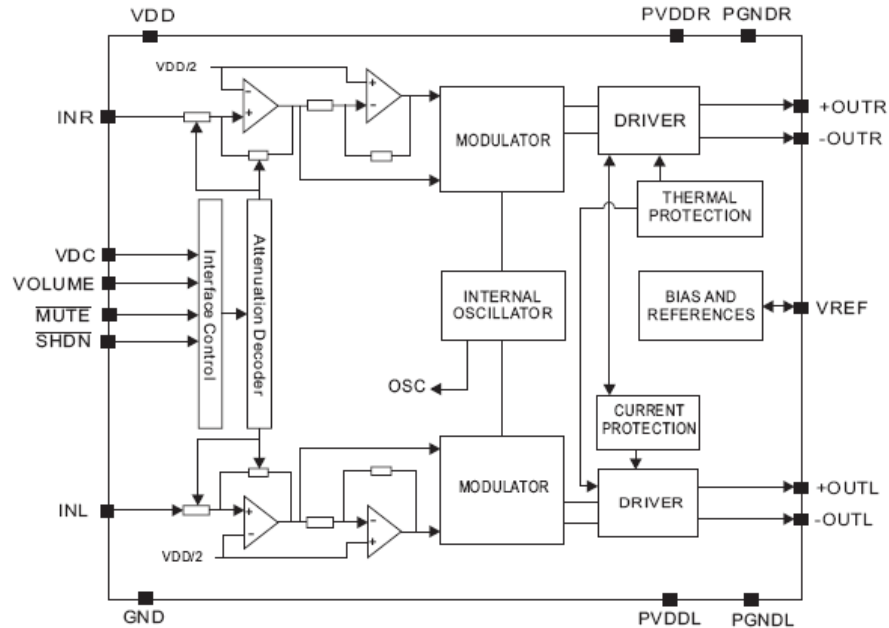 VDD
PVDDR
PGNDR
VDD/2
INR
MODULATOR
DRIVER
+OUTR
-OUTR
THERMAL
PROTECTION
VDC
VOLUME
MUTE
SHDN
Interface Control
Attenuation Decoder
INTERNAL
OSCILLATOR
BIAS AND
REFERENCES
VREF
OSC
CURRENT
PROTECTION
INL
MODULATOR
DRIVER
+OUTL
-OUTL
VDD/2
GND
PVDDL
PGNDL